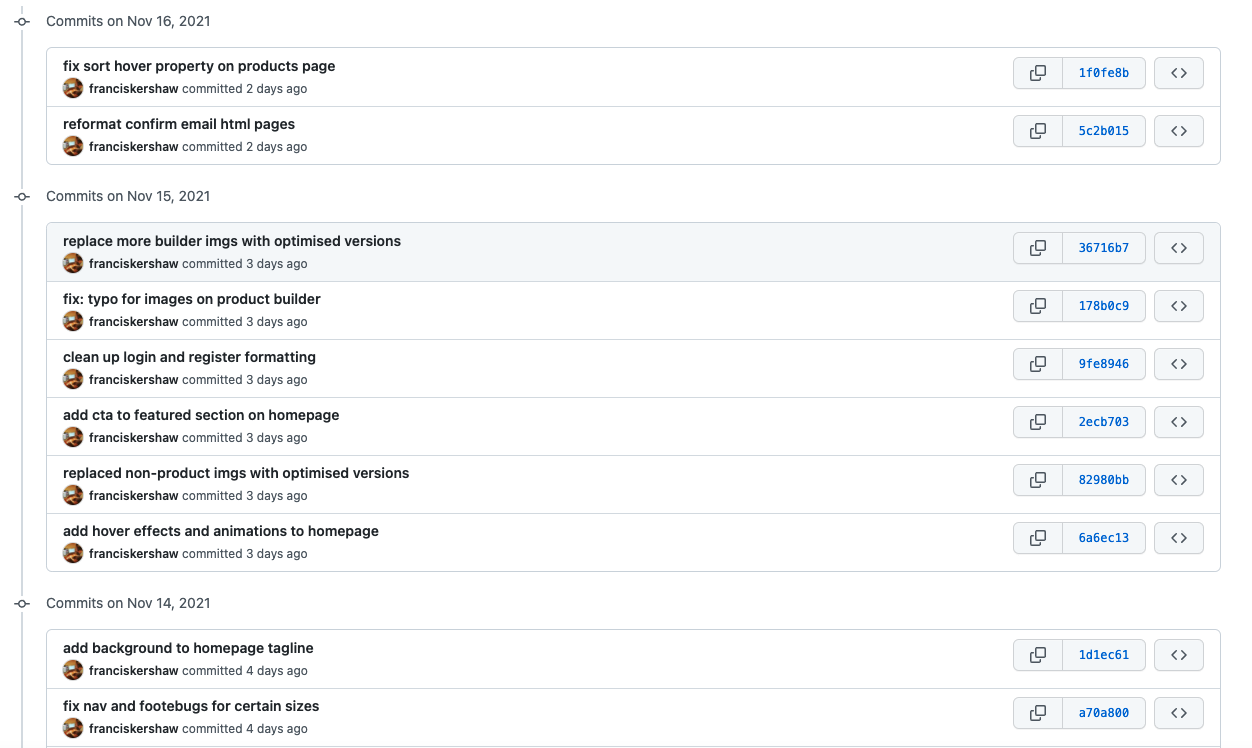 Commits on Nov 16, 2021
fix sort hover property on products page
1f0fe8b
franciskershaw committed 2 days ago
reformat confirm email html pages
5c2b015
franciskershaw committed 2 days ago
Commits on Nov 15, 2021
replace more builder imgs with optimised versions
36716b7
franciskershaw committed 3 days ago
fix: typo for images on product builder
178b0c9
franciskershaw committed 3 days ago
clean up login and register formatting
9fe8946
franciskershaw committed 3 days ago
add cta to featured section on homepage
2ecb703
franciskershaw committed 3 days ago
replaced non-product imgs with optimised versions
82980bb
franciskershaw committed 3 days ago
add hover effects and animations to homepage
6a6ec13
franciskershaw committed 3 days ago
Commits on Nov 14, 2021
add background to homepage tagline
1d1ec61
franciskershaw committed 4 days ago
fix nav and footebugs for certain sizes
a70a800
franciskershaw committed 4 days ago